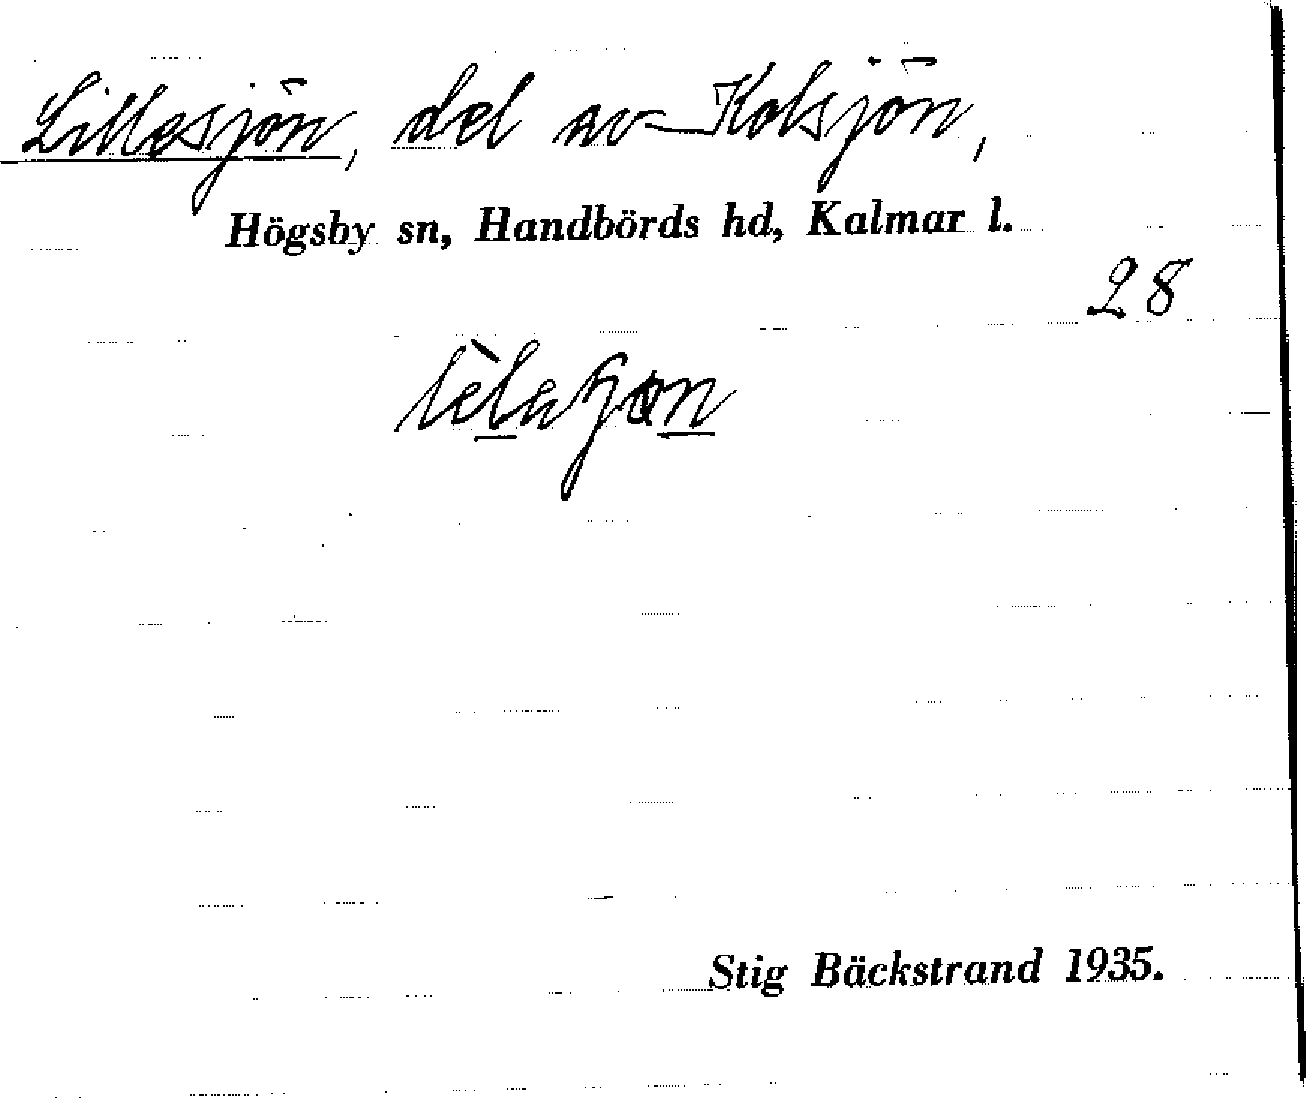 Lillesjön, del av Kolsjön,
Högsby sn, Handbörds hd, Kalmar l.
28
Stig Bäckstrand 1935.